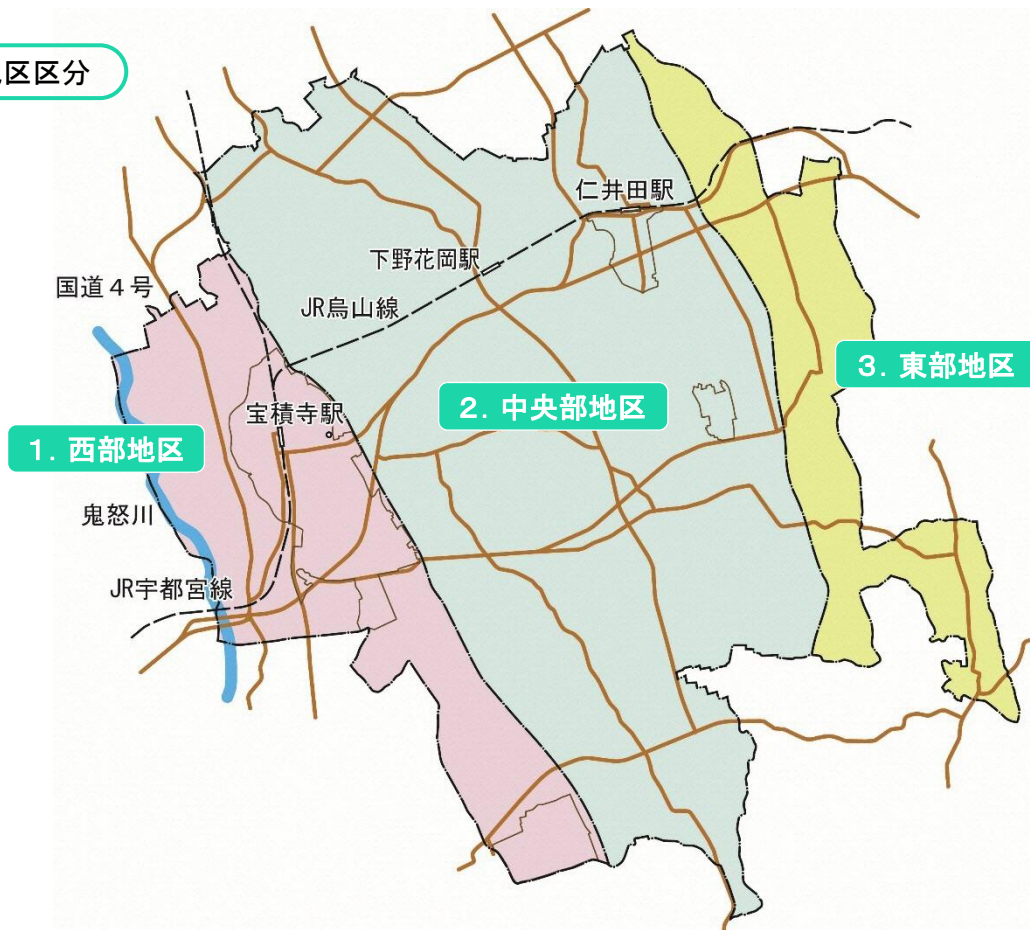 区区分
仁井田駅
下野花岡駅
国道4号
JR烏山線
3. 東部地区
2. 中央部地区
宝積寺駅
1. 西部地区
鬼怒川
JR宇都宮線